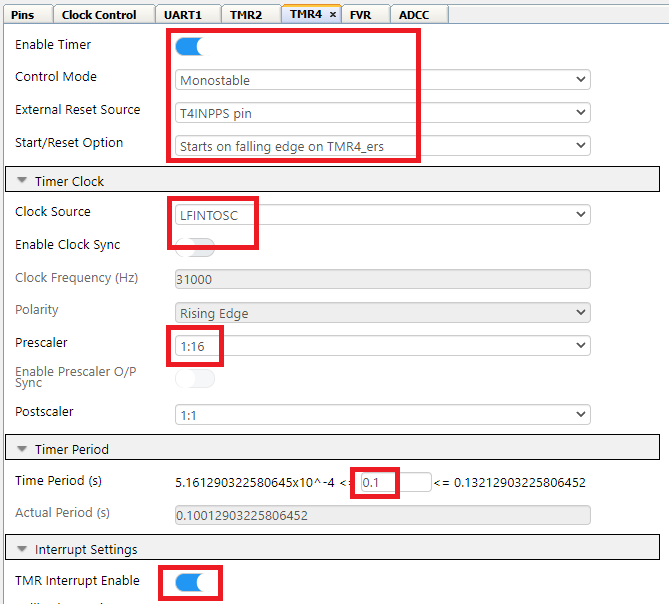 Pins Clock Control UART1 TMR2 TMR4 × FVR ADCC
Enable Timer
Control Mode Monostable
External Reset Source T4INPPS pin
Start/Reset Option Starts on falling edge on TMR4_ers
Timer Clock
Clock Source LFINTOSC
Enable Clock Sync
Clock Frequency (Hz) 31000
Polarity Rising Edge
Prescaler 1:16
Enable Prescaler O/P
Sync
Postscaler 1:1
Timer Period
Time Period (s) 5.161290322580645x10^-4 <= 0.1 <= 0.13212903225806452
Actual Period (s) 0.10012903225806452
Interrupt Settings
TMR Interrupt Enable